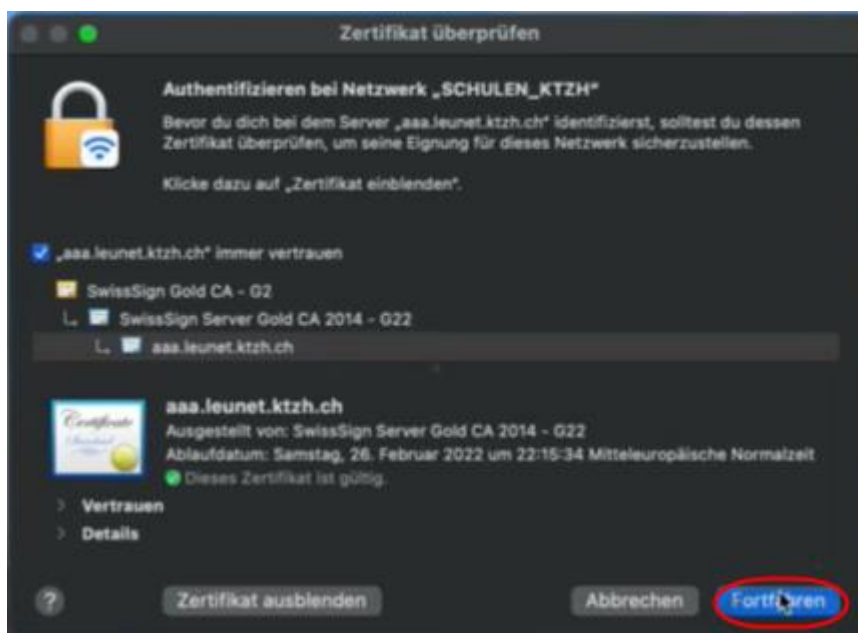 Zertifikat überprüfen
Authentifizieren bei Netzwerk „SCHULEN_KTZH"
Bevor du dich bei dem Server „aaa.leunet.ktzh.ch" identifizierst, solltest du dessen
Zertifikat überprüfen, um seine Eignung für dieses Netzwerk sicherzustellen.
Klicke dazu auf „Zertifikat einblenden".
„aaa.leunet.ktzh.ch" immer vertrauen
SwissSign Gold CA - G2
SwissSign Server Gold CA 2014 - G22
aaa.leunet.ktzh.ch
Certificate
aaa.leunet.ktzh.ch
Ausgestellt von: SwissSign Server Gold CA 2014 - G22
Ablaufdatum: Samstag, 26. Februar 2022 um 22:15:34 Mitteleuropäische Normalzeit
Dieses Zertifikat ist gültig.
> Vertrauen
> Details
? Zertifikat ausblenden Abbrechen Fortfahren